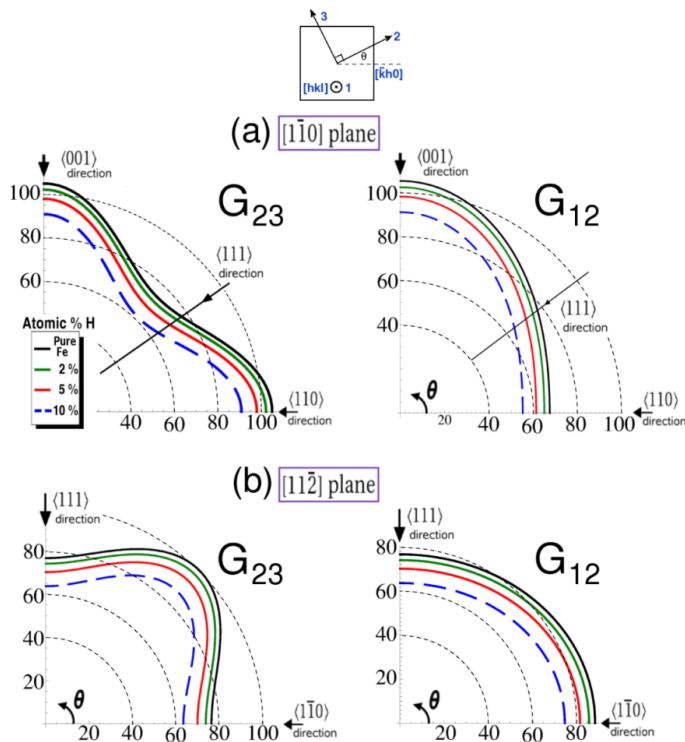 3
2
θ
[k̄h0]
[hkl] 1
(a) [11̄0] plane
⟨001⟩
direction
G23
100
80
60
⟨111⟩
direction
Atomic % H
Pure
Fe
2 %
5 %
10 %
⟨110⟩
direction
40 60 80 100
⟨001⟩
direction
G12
100
80
60
40
⟨111⟩
direction
θ
⟨110⟩
direction
20 40 60 80 100
(b) [112̄] plane
⟨111⟩
direction
G23
80
60
40
20
θ
⟨11̄0⟩
direction
20 40 60 80 100
⟨111⟩
direction
G12
80
60
40
20
θ
⟨11̄0⟩
direction
20 40 60 80